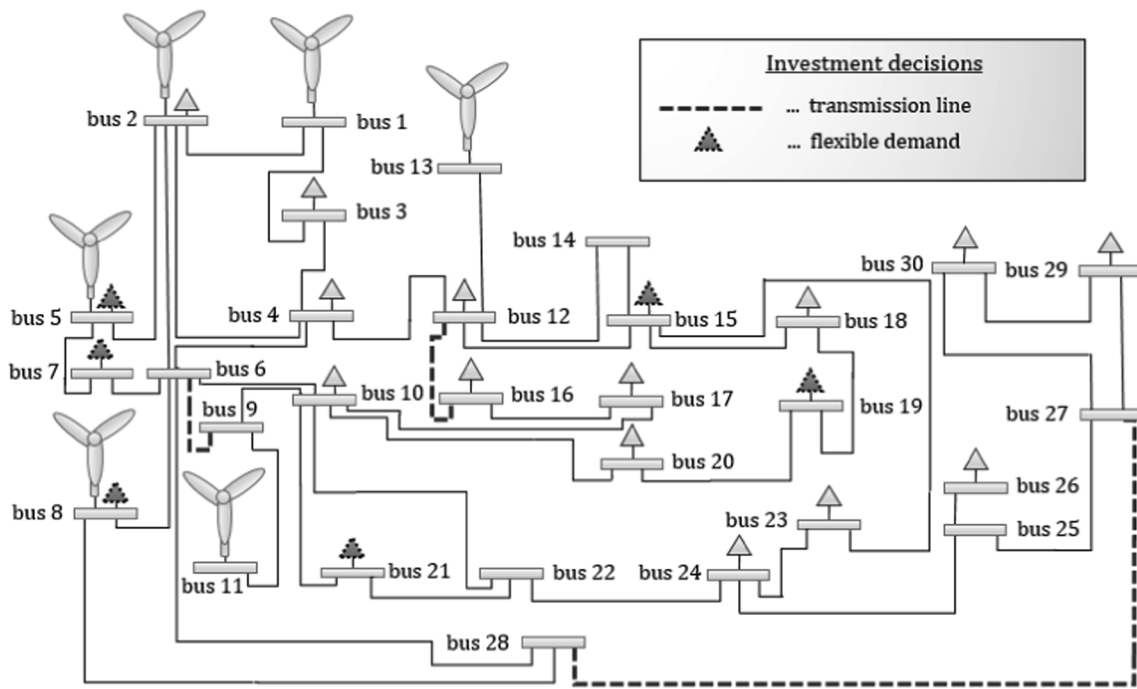 Investment decisions
... transmission line
... flexible demand
bus 2
bus 1
bus 13
bus 3
bus 14
bus 30
bus 29
bus 5
bus 4
bus 12
bus 15
bus 18
bus 7
bus 6
bus 10
bus 16
bus 17
bus 19
bus 9
bus 27
bus 20
bus 26
bus 8
bus 23
bus 25
bus 11
bus 21
bus 22
bus 24
bus 28